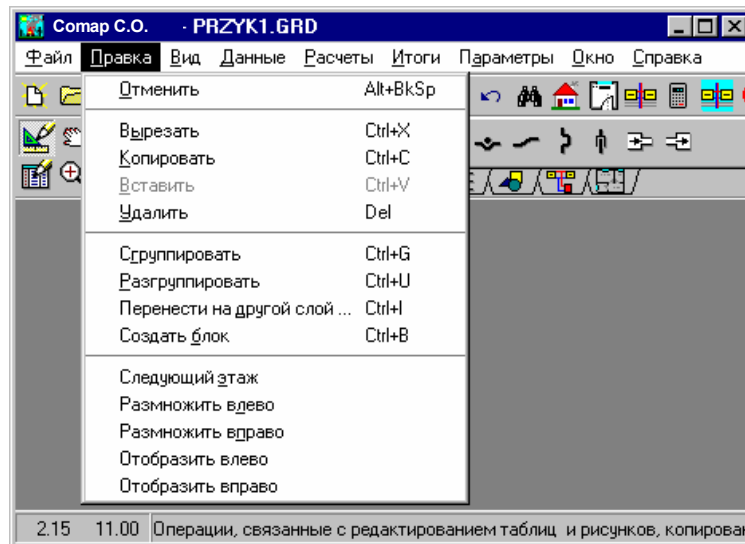 Comap C.O. - PRZYK1.GRD
Файл Правка Вид Данные Расчеты Итоги Параметры Окно Справка
Отменить Alt+BkSp
Вырезать Ctrl+X
Копировать Ctrl+C
Вставить Ctrl+V
Удалить Del
Сгруппировать Ctrl+G
Разгруппировать Ctrl+U
Перенести на другой слой ... Ctrl+I
Создать блок Ctrl+B
Следующий этаж
Размножить влево
Размножить вправо
Отобразить влево
Отобразить вправо
2.15 11.00 Операции, связанные с редактированием таблиц и рисунков, копирован